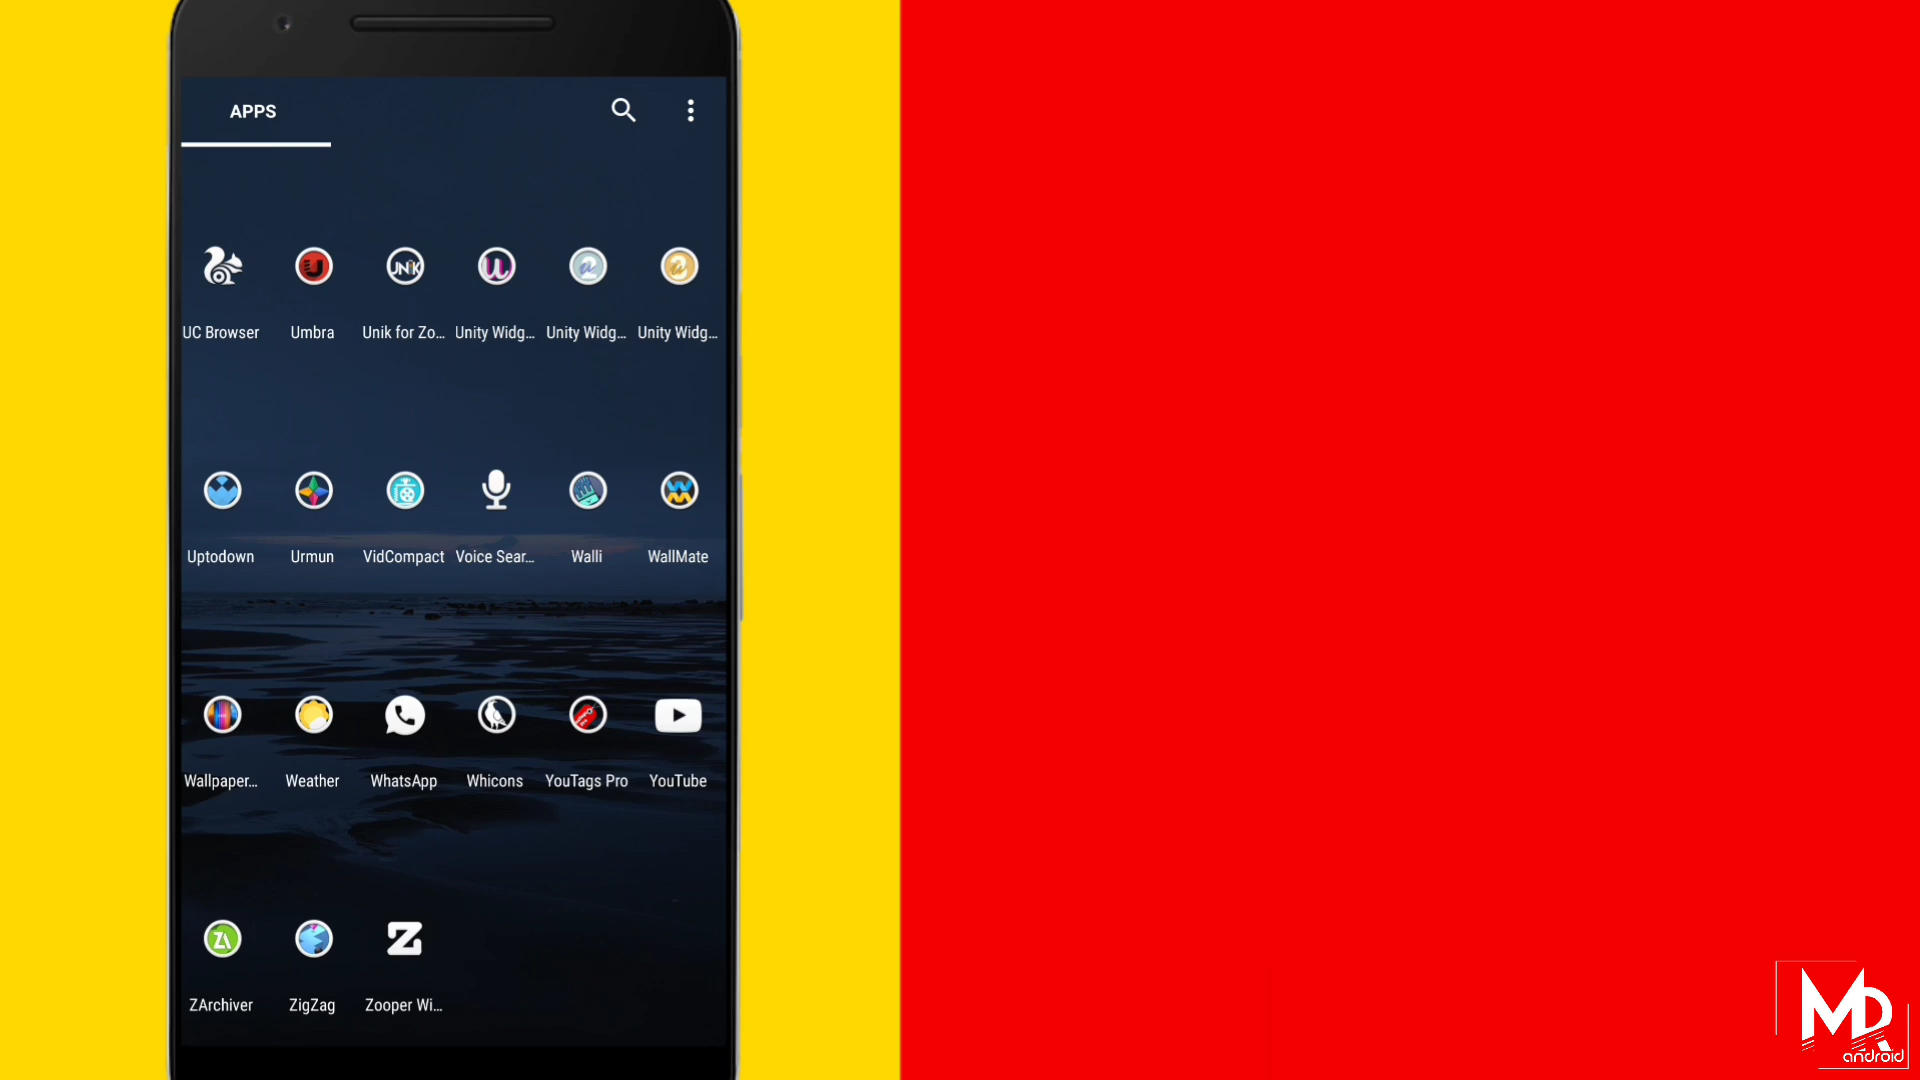 APPS
UC Browser Umbra Unik for Zo... Unity Widg... Unity Widg... Unity Widg...
Uptodown Urmun VidCompact Voice Sear... Walli WallMate
Wallpaper... Weather WhatsApp Whicons YouTags Pro YouTube
ZArchiver ZigZag Zooper Wi...
MR
android